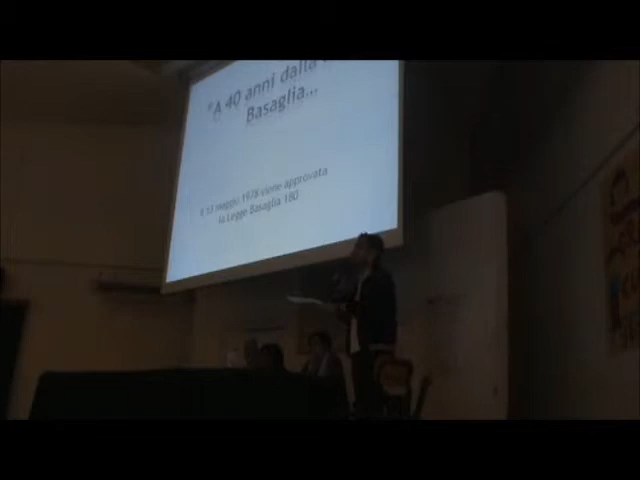 "A 40 anni dalla
Basaglia...
Il 13 maggio 1978 viene approvata
la Legge Basaglia 180